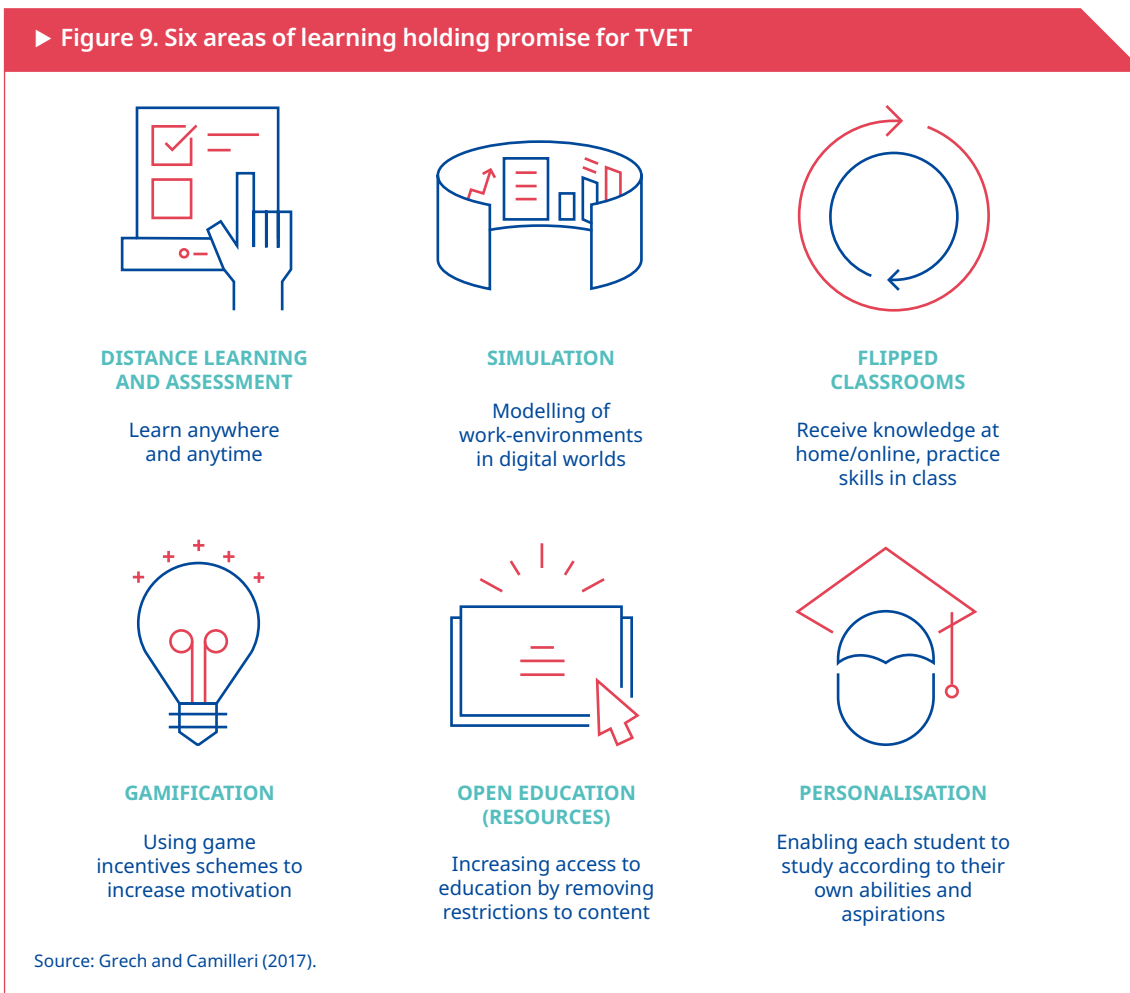 ▶ Figure 9. Six areas of learning holding promise for TVET
DISTANCE LEARNING
AND ASSESSMENT
Learn anywhere
and anytime
SIMULATION
Modelling of
work-environments
in digital worlds
FLIPPED
CLASSROOMS
Receive knowledge at
home/online, practice
skills in class
GAMIFICATION
Using game
incentives schemes to
increase motivation
OPEN EDUCATION
(RESOURCES)
Increasing access to
education by removing
restrictions to content
PERSONALISATION
Enabling each student to
study according to their
own abilities and
aspirations
Source: Grech and Camilleri (2017).